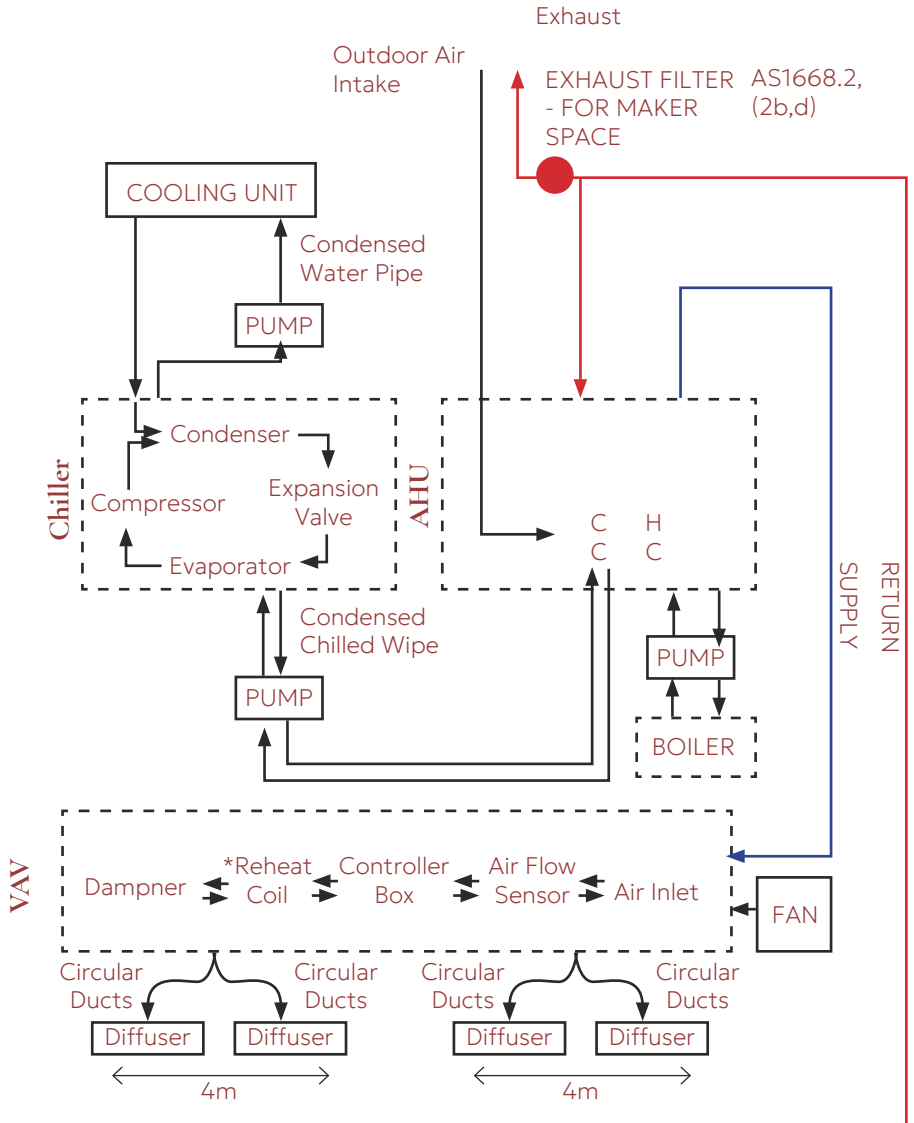 Exhaust
Outdoor Air
Intake
EXHAUST FILTER
- FOR MAKER
SPACE
AS1668.2,
(2b,d)
COOLING UNIT
Condensed
Water Pipe
PUMP
Chiller
Condenser
Compressor
Expansion
Valve
Evaporator
AHU
C
C
H
C
SUPPLY
RETURN
Condensed
Chilled Wipe
PUMP
PUMP
BOILER
VAV
Dampner
*Reheat
Coil
Controller
Box
Air Flow
Sensor
Air Inlet
FAN
Circular
Ducts
Circular
Ducts
Circular
Ducts
Circular
Ducts
Diffuser
Diffuser
Diffuser
Diffuser
4m
4m